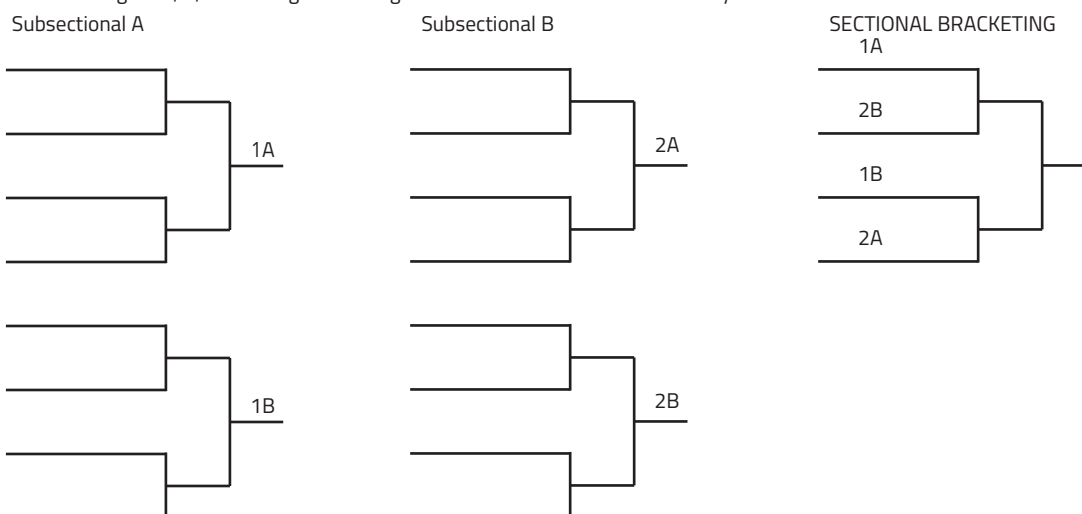 Subsectional A
Subsectional B
SECTIONAL BRACKETING
1A
2B
1A
2A
1B
2A
1B
2B